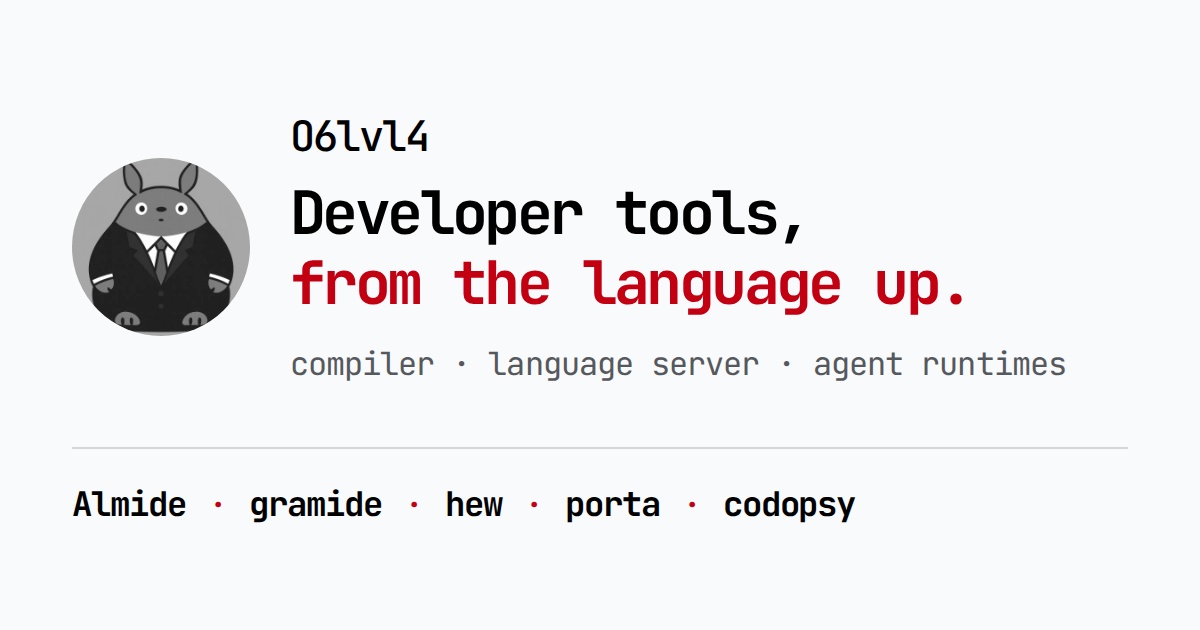 O6lvl4
Developer tools,
from the language up.
compiler · language server · agent runtimes
Almide · gramide · hew · porta · codopsy